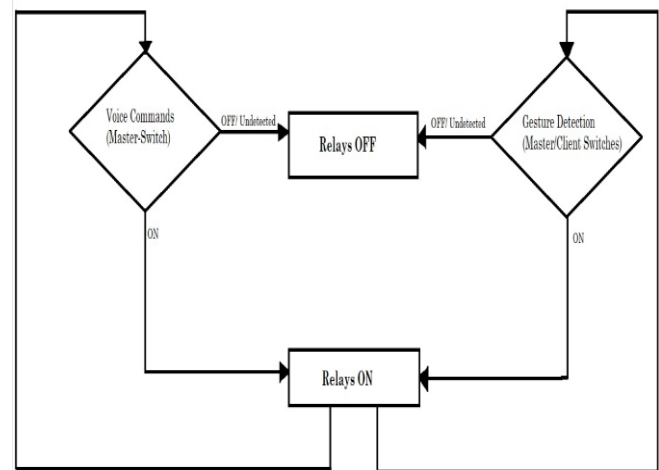 Voice Commands
(Master-Switch)
OFF/ Undetected
Relays OFF
OFF/ Undetected
Gesture Detection
(Master/Client Switches)
ON
ON
Relays ON